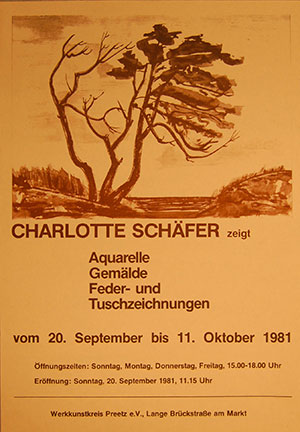 CHARLOTTE SCHÄFER zeigt
Aquarelle
Gemälde
Feder- und
Tuschzeichnungen
vom 20. September bis 11. Oktober 1981
Öffnungszeiten: Sonntag, Montag, Donnerstag, Freitag, 15.00-18.00 Uhr
Eröffnung: Sonntag, 20. September 1981, 11.15 Uhr
Werkkunstkreis Preetz e.V., Lange Brückstraße am Markt